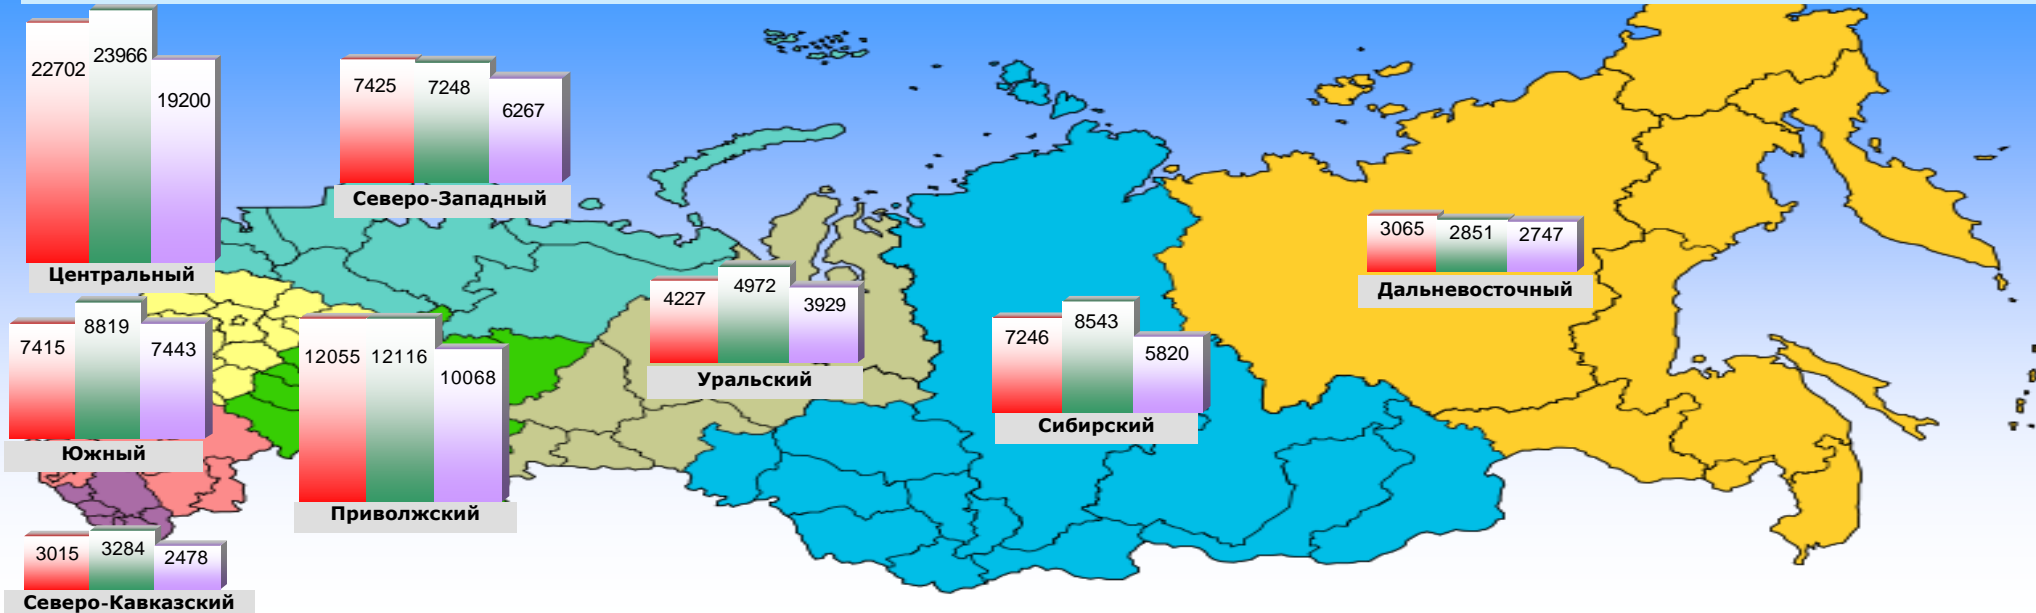 22702 23966 19200
Центральный
7425 7248 6267
Северо-Западный
7415 8819 7443
Южный
12055 12116 10068
Приволжский
3015 3284 2478
Северо-Кавказский
4227 4972 3929
Уральский
7246 8543 5820
Сибирский
3065 2851 2747
Дальневосточный